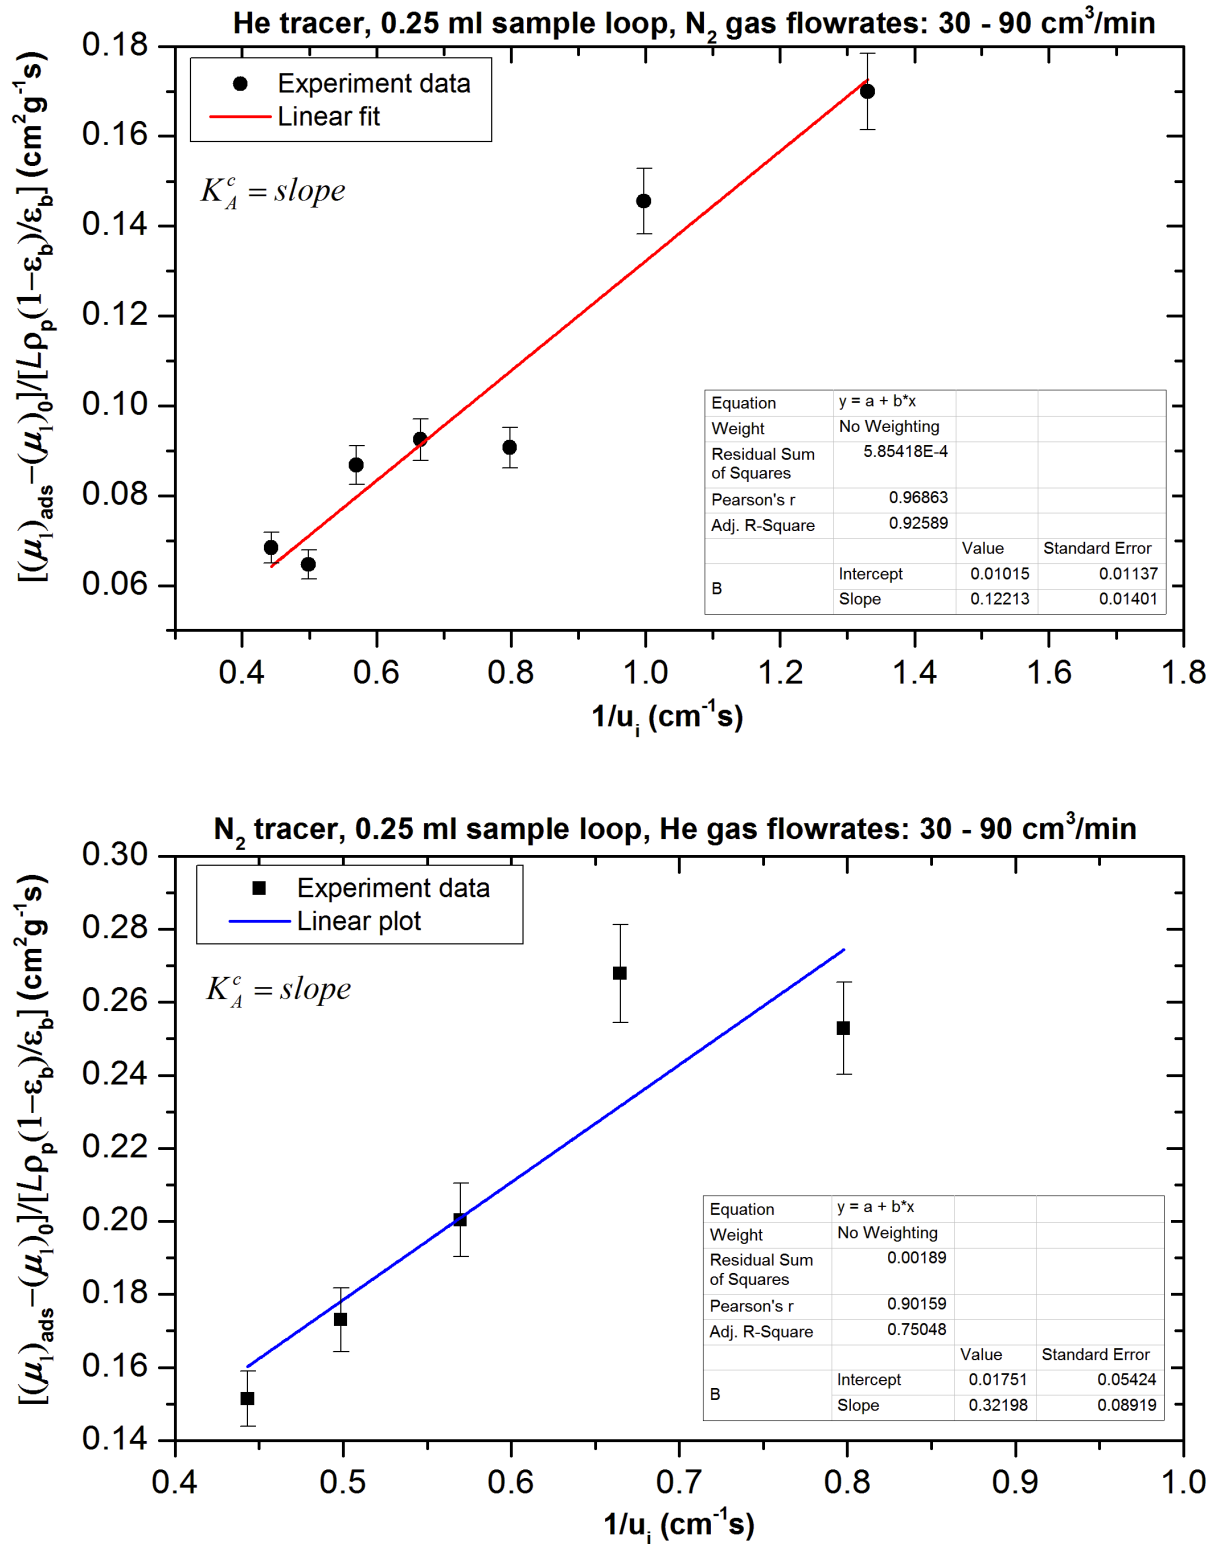 He tracer, 0.25 ml sample loop, N₂ gas flowrates: 30 - 90 cm³/min
[(μ₁)ads−(μ₁)₀]/[Lρₚ(1−εb)/εb] (cm²g⁻¹s)
0.18
0.16
0.14
0.12
0.10
0.08
0.06
Experiment data
Linear fit
K_A^c = slope
Equation y = a + b*x
Weight No Weighting
Residual Sum of Squares 5.85418E-4
Pearson's r 0.96863
Adj. R-Square 0.92589
Value Standard Error
B Intercept 0.01015 0.01137
Slope 0.12213 0.01401
0.4 0.6 0.8 1.0 1.2 1.4 1.6 1.8
1/uᵢ (cm⁻¹s)
N₂ tracer, 0.25 ml sample loop, He gas flowrates: 30 - 90 cm³/min
[(μ₁)ads−(μ₁)₀]/[Lρₚ(1−εb)/εb] (cm²g⁻¹s)
0.30
0.28
0.26
0.24
0.22
0.20
0.18
0.16
0.14
Experiment data
Linear plot
K_A^c = slope
Equation y = a + b*x
Weight No Weighting
Residual Sum of Squares 0.00189
Pearson's r 0.90159
Adj. R-Square 0.75048
Value Standard Error
B Intercept 0.01751 0.05424
Slope 0.32198 0.08919
0.4 0.5 0.6 0.7 0.8 0.9 1.0
1/uᵢ (cm⁻¹s)